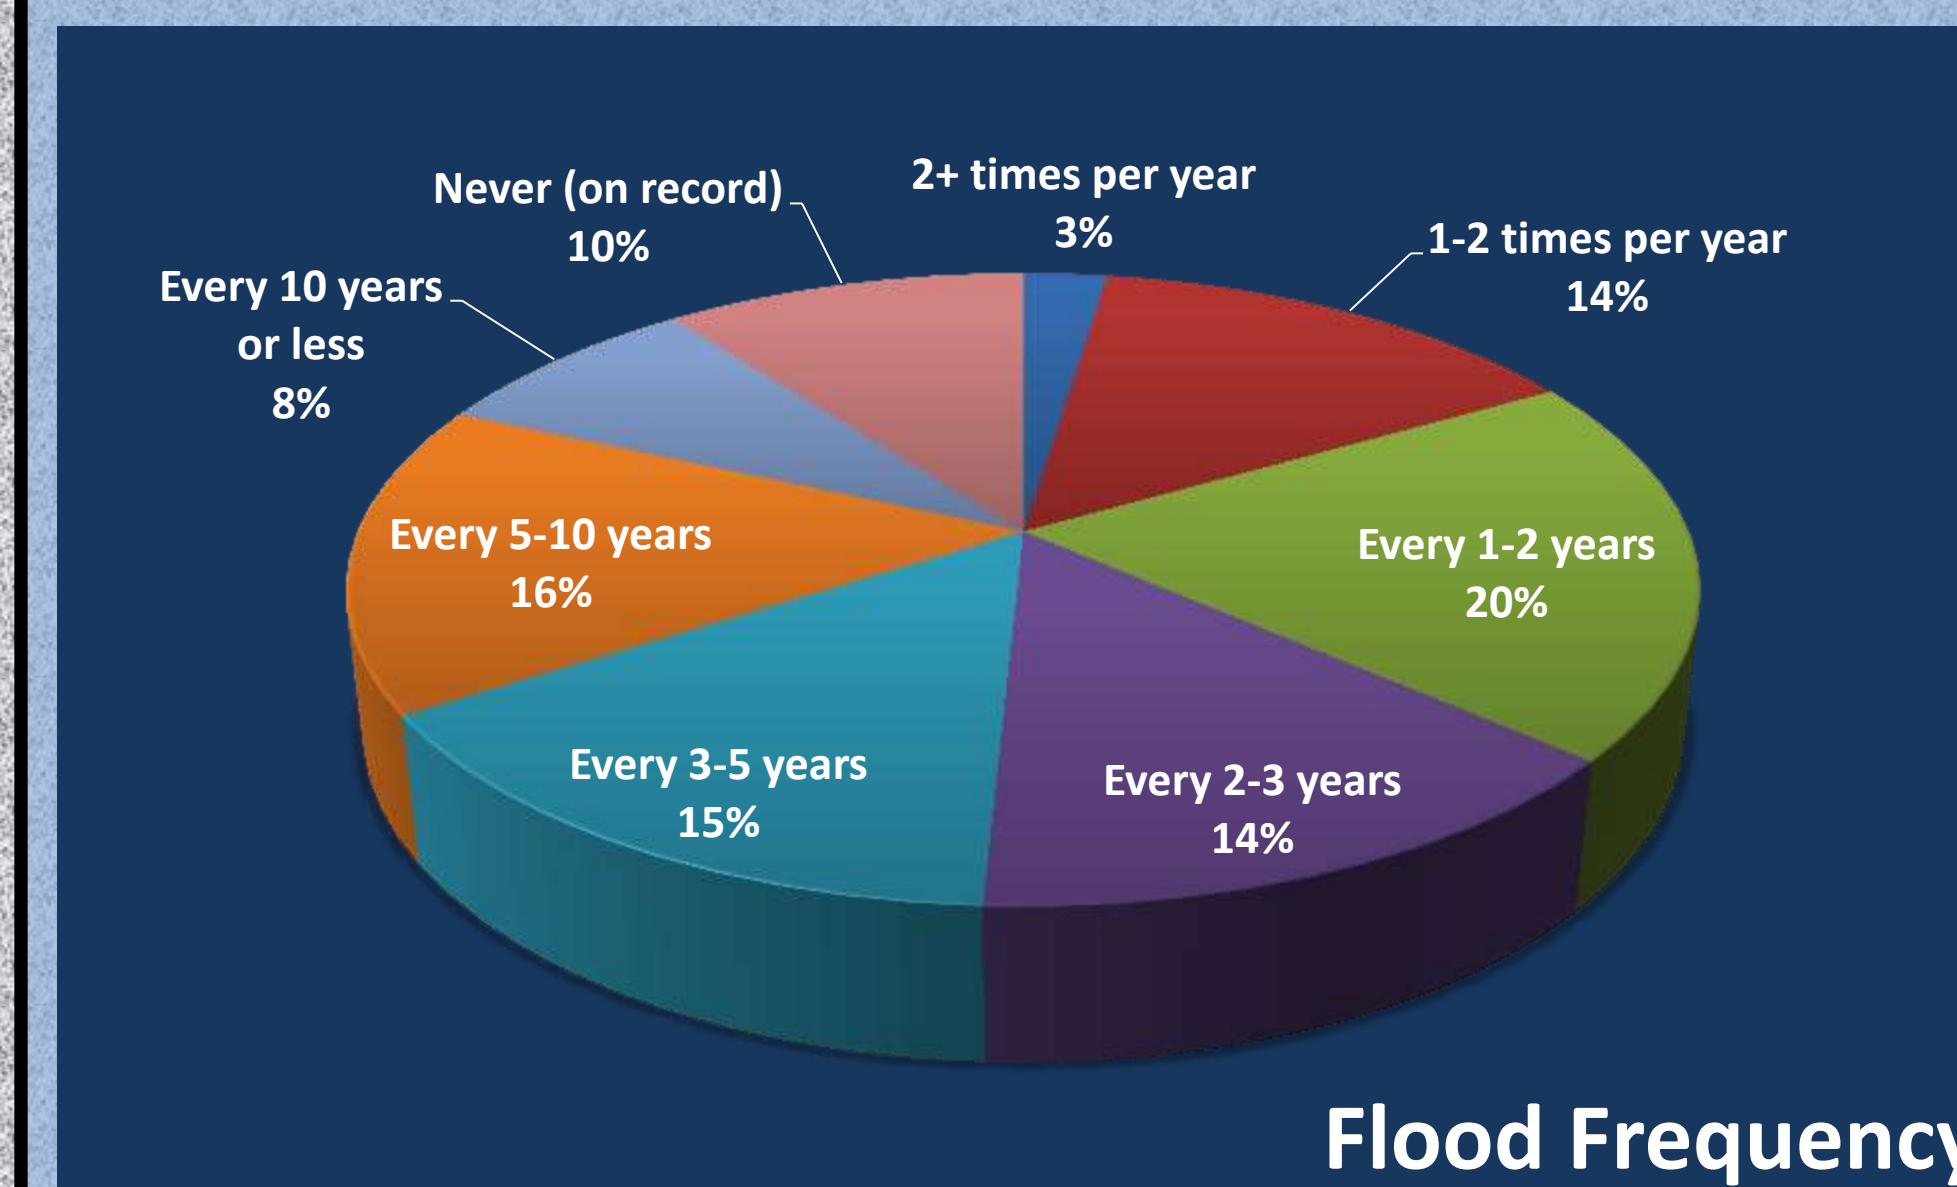 2+ times per year
3%
1-2 times per year
14%
Every 1-2 years
20%
Every 2-3 years
14%
Every 3-5 years
15%
Every 5-10 years
16%
Every 10 years
or less
8%
Never (on record)
10%
Flood Frequency